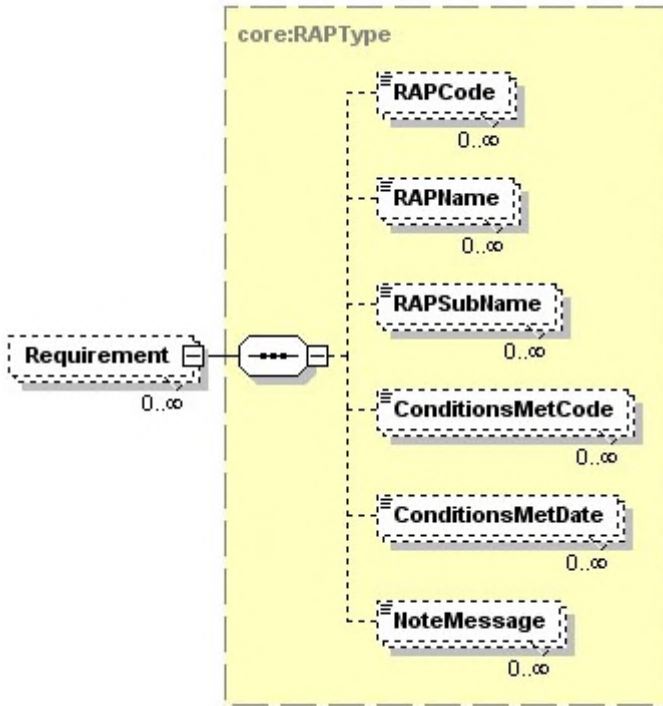 core:RAPType
RAPCode
0..∞
RAPName
0..∞
RAPSubName
0..∞
Requirement
0..∞
ConditionsMetCode
0..∞
ConditionsMetDate
0..∞
NoteMessage
0..∞